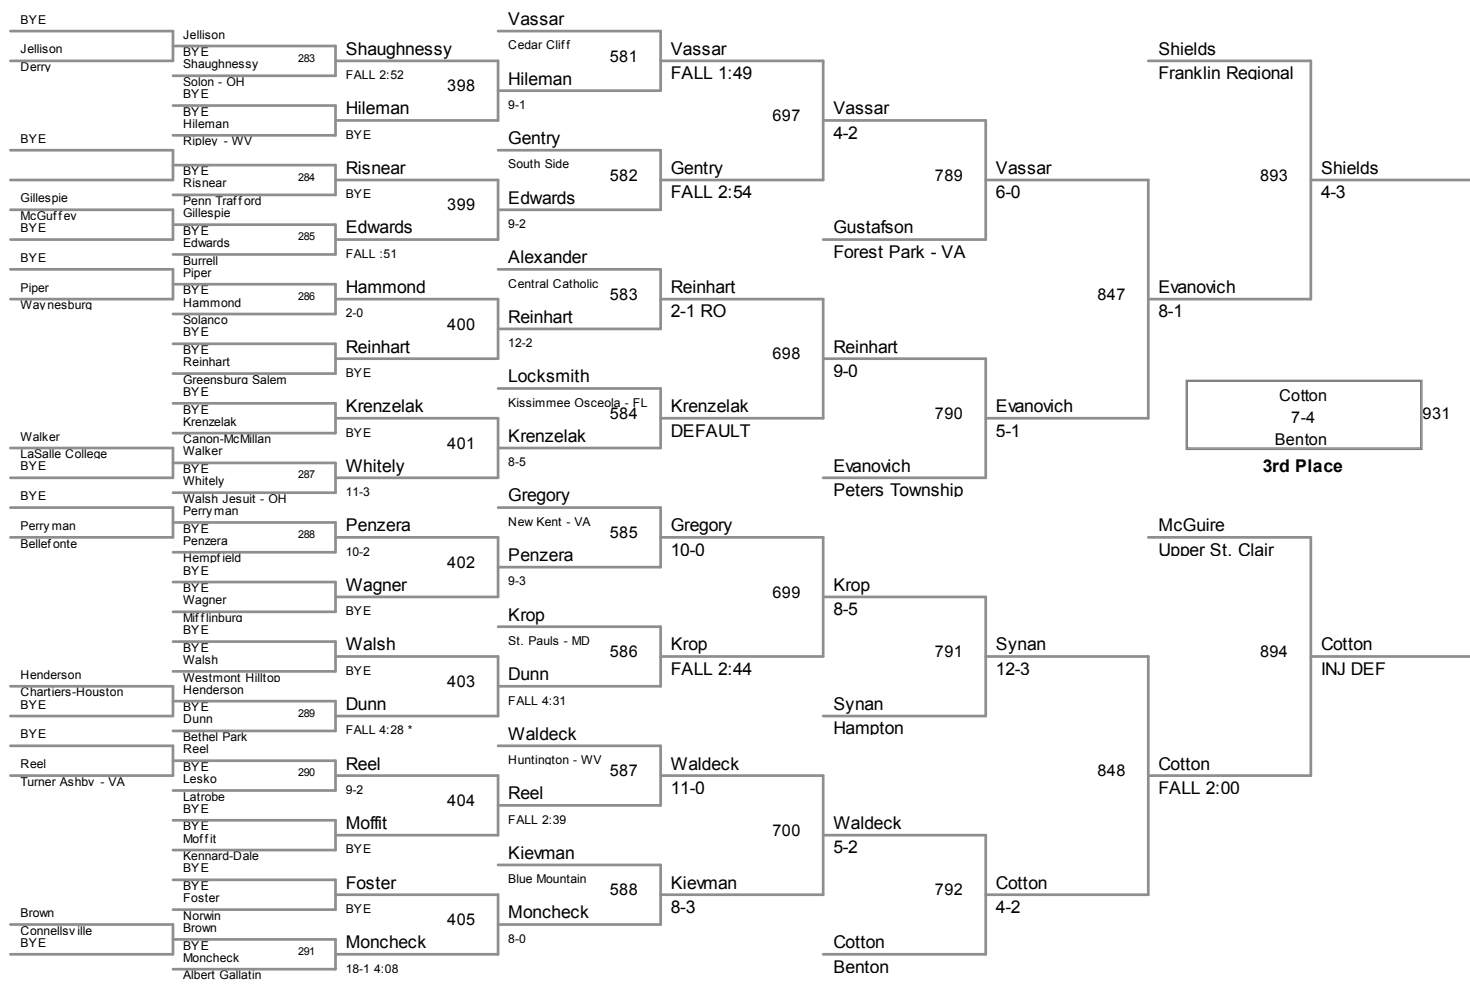 BYE
Jellison
Derry
BYE
Gillespie
McGuffey
BYE
BYE
Piper
Waynesburg
Walker
LaSalle College
BYE
BYE
Perryman
Bellefonte
Henderson
Chartiers-Houston
BYE
BYE
Reel
Turner Ashby - VA
Brown
Connellsville
BYE
Jellison
BYE
Shaughnessy
283
Solon - OH
BYE
BYE
Hileman
Ripley - WV
BYE
Risnear
284
Penn Trafford
Gillespie
BYE
Edwards
285
Burrell
Piper
BYE
Hammond
286
Solanco
BYE
BYE
Reinhart
Greensburg Salem
BYE
BYE
Krenzelak
Canon-McMillan
Walker
BYE
Whitely
287
Walsh Jesuit - OH
Perryman
BYE
Penzera
288
Hempfield
BYE
BYE
Wagner
Mifflinburg
BYE
BYE
Walsh
Westmont Hilltop
Henderson
BYE
Dunn
289
Bethel Park
Reel
BYE
Lesko
290
Latrobe
BYE
BYE
Moffit
Kennard-Dale
BYE
BYE
Foster
Norwin
Brown
BYE
Moncheck
291
Albert Gallatin
Shaughnessy
FALL 2:52
398
Hileman
BYE
Risnear
BYE
399
Edwards
FALL :51
Hammond
2-0
400
Reinhart
BYE
Krenzelak
BYE
401
Whitely
11-3
Penzera
10-2
402
Wagner
BYE
Walsh
BYE
403
Dunn
FALL 4:28 *
Reel
9-2
404
Moffit
BYE
Foster
BYE
405
Moncheck
18-1 4:08
Vassar
Cedar Cliff
581
Hileman
9-1
Gentry
South Side
582
Edwards
9-2
Alexander
Central Catholic
583
Reinhart
12-2
Locksmith
Kissimmee Osceola - FL
584
Krenzelak
8-5
Gregory
New Kent - VA
585
Penzera
9-3
Krop
St. Pauls - MD
586
Dunn
FALL 4:31
Waldeck
Huntington - WV
587
Reel
FALL 2:39
Kievman
Blue Mountain
588
Moncheck
8-0
Vassar
FALL 1:49
697
Gentry
FALL 2:54
Reinhart
2-1 RO
698
Krenzelak
DEFAULT
Gregory
10-0
699
Krop
FALL 2:44
Waldeck
11-0
700
Kievman
8-3
Vassar
4-2
789
Gustafson
Forest Park - VA
Reinhart
9-0
790
Evanovich
Peters Township
Krop
8-5
791
Synan
Hampton
Waldeck
5-2
792
Cotton
Benton
Vassar
6-0
847
Evanovich
5-1
Synan
12-3
848
Cotton
4-2
Shields
Franklin Regional
893
Evanovich
8-1
McGuire
Upper St. Clair
894
Cotton
FALL 2:00
Shields
4-3
Cotton
7-4
Benton
931
3rd Place
Cotton
INJ DEF